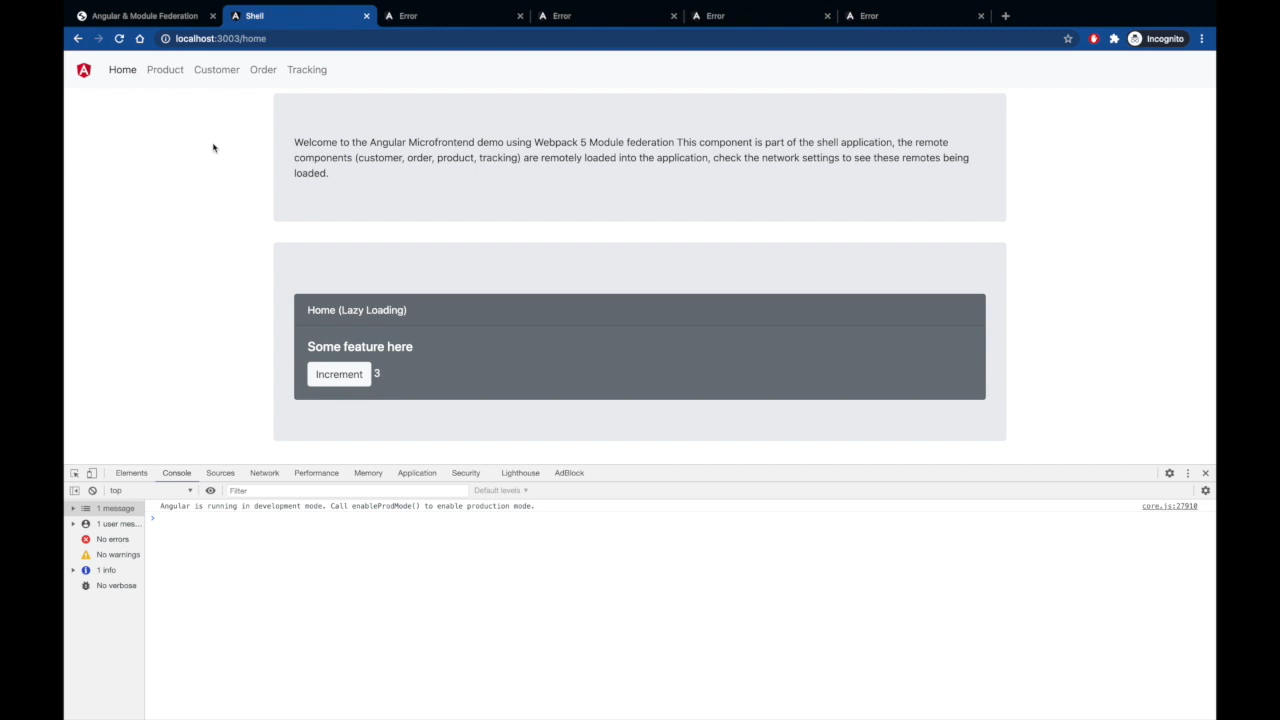 Angular & Module Federation
Shell
Error
Error
Error
Error
localhost:3003/home
Incognito
Home Product Customer Order Tracking
Welcome to the Angular Microfrontend demo using Webpack 5 Module federation This component is part of the shell application, the remote
components (customer, order, product, tracking) are remotely loaded into the application, check the network settings to see these remotes being
loaded.
Home (Lazy Loading)
Some feature here
Increment 3
Elements Console Sources Network Performance Memory Application Security Lighthouse AdBlock
top Filter Default levels
1 message
Angular is running in development mode. Call enableProdMode() to enable production mode. core.js:27910
1 user mes...
No errors
No warnings
1 info
No verbose